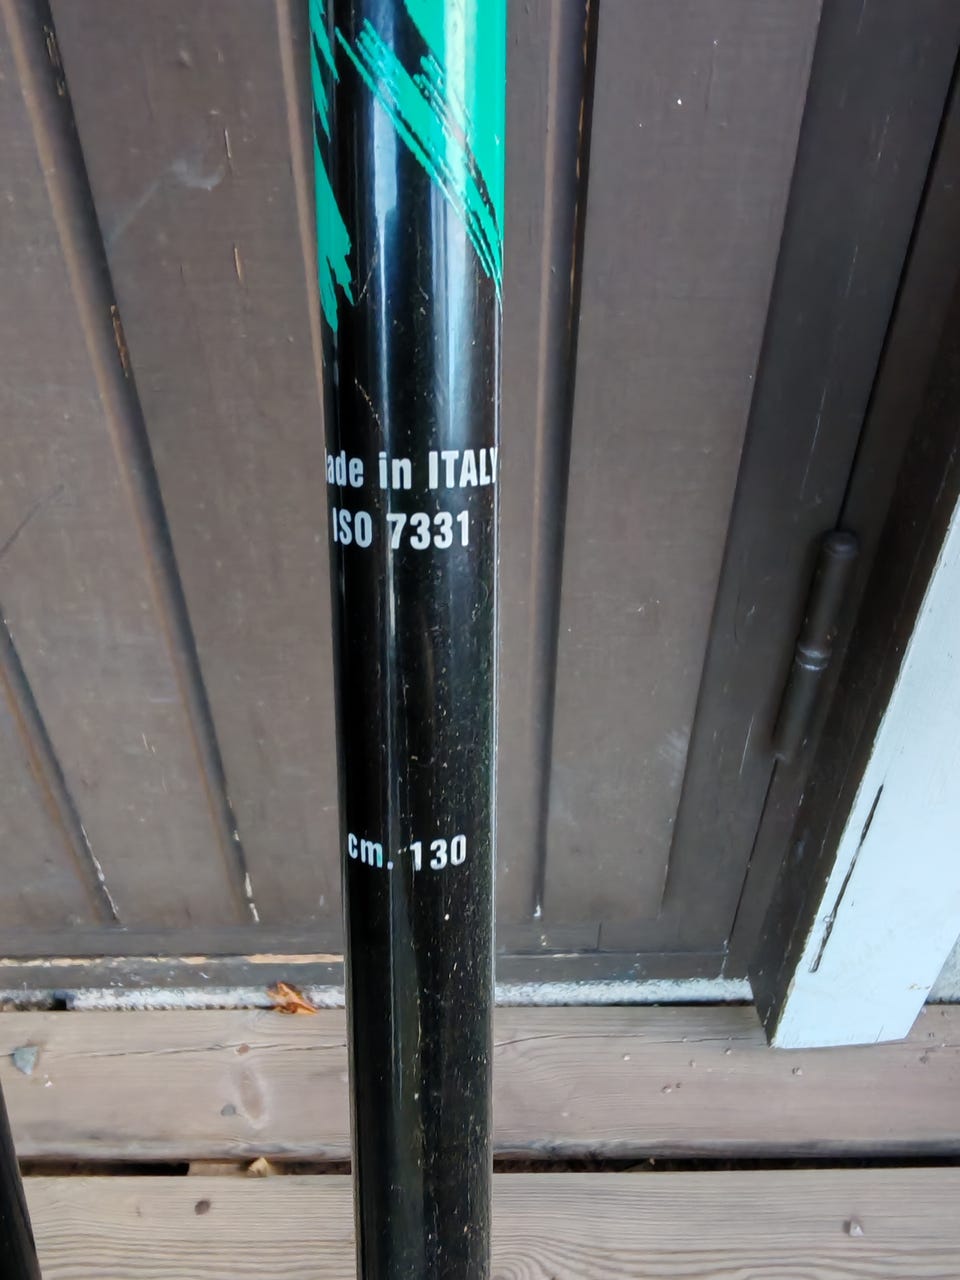 ade in ITALY
ISO 7331
cm. 130